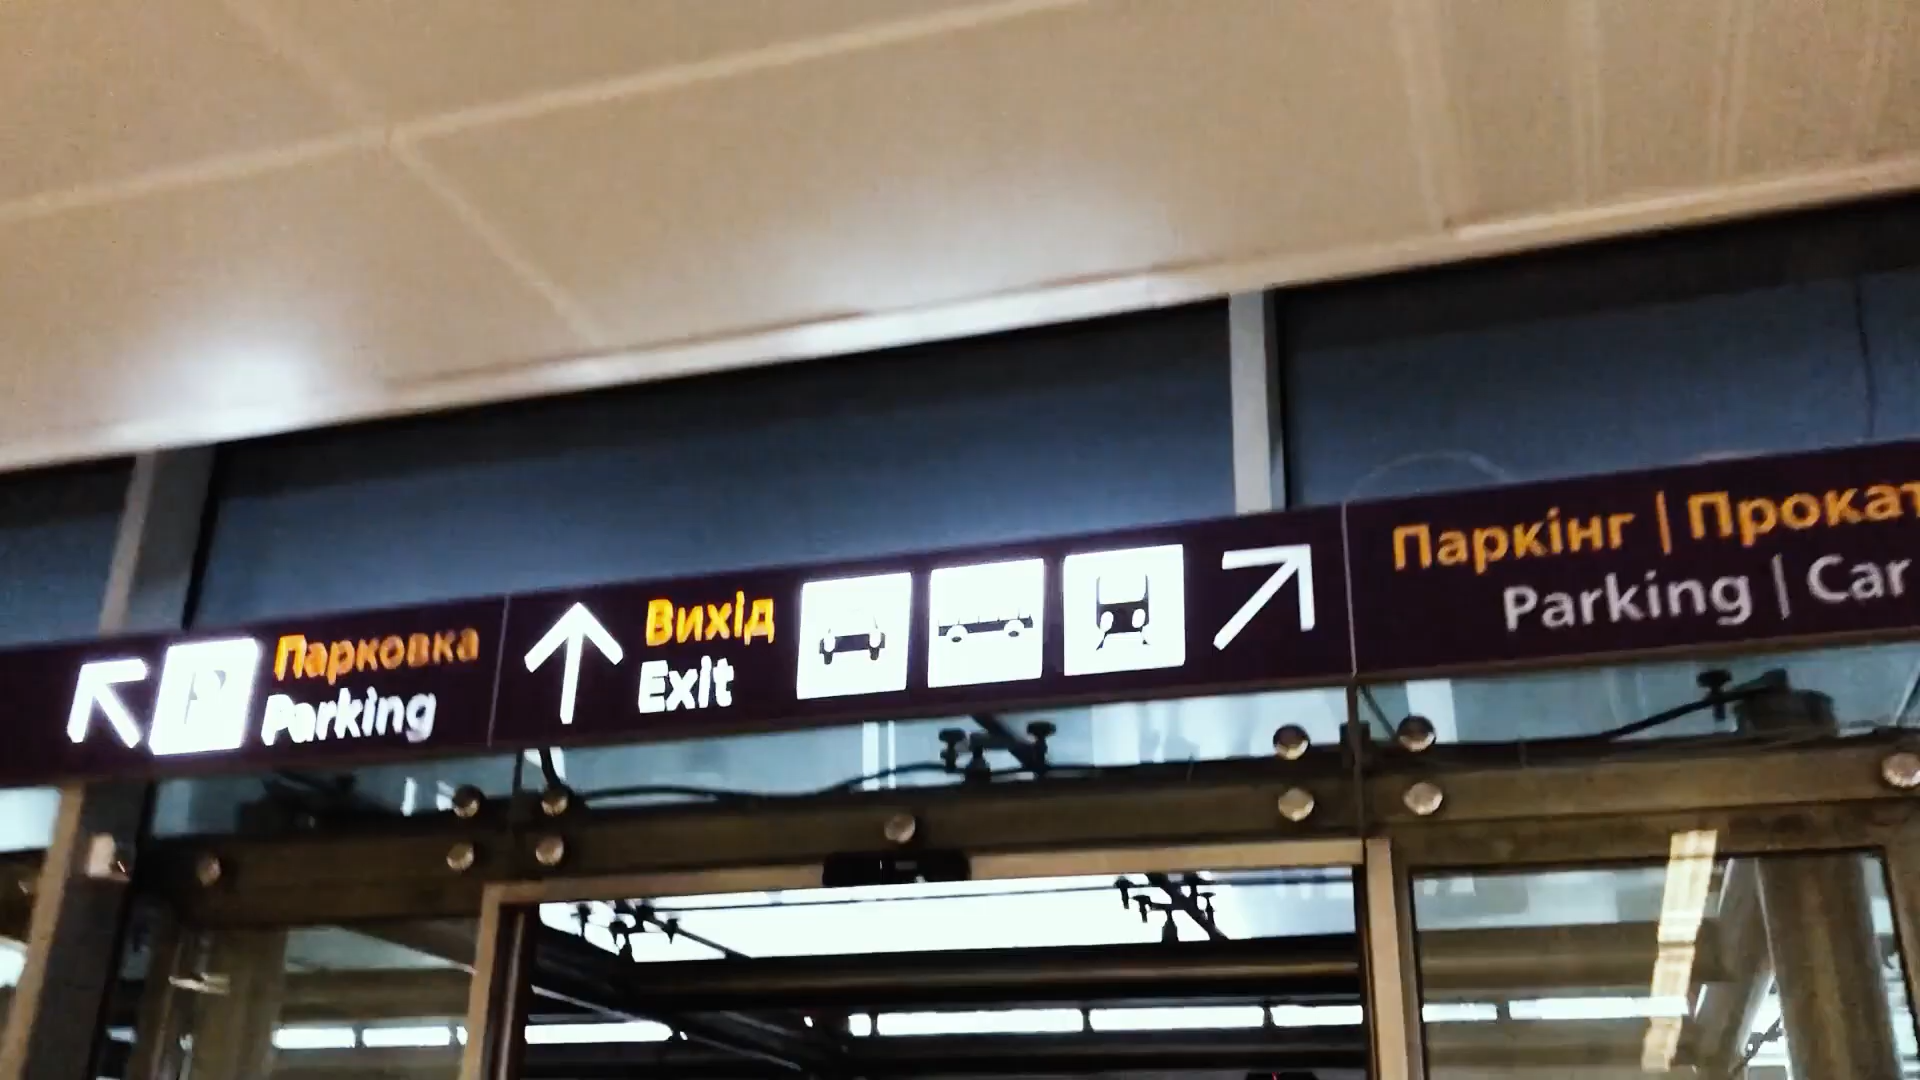 P
Парковка
Parking
Вихід
Exit
Паркінг | Прокат
Parking | Car